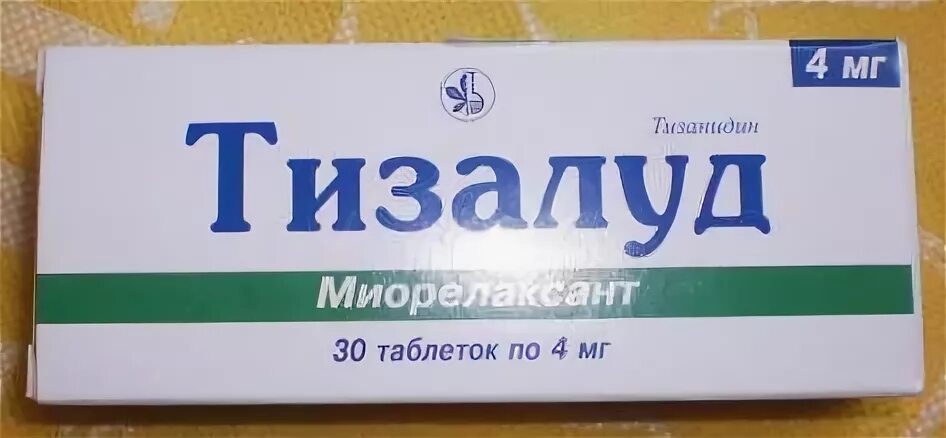 4 мг
Тизанидин
Тизалуд
Миорелаксант
30 таблеток по 4 мг